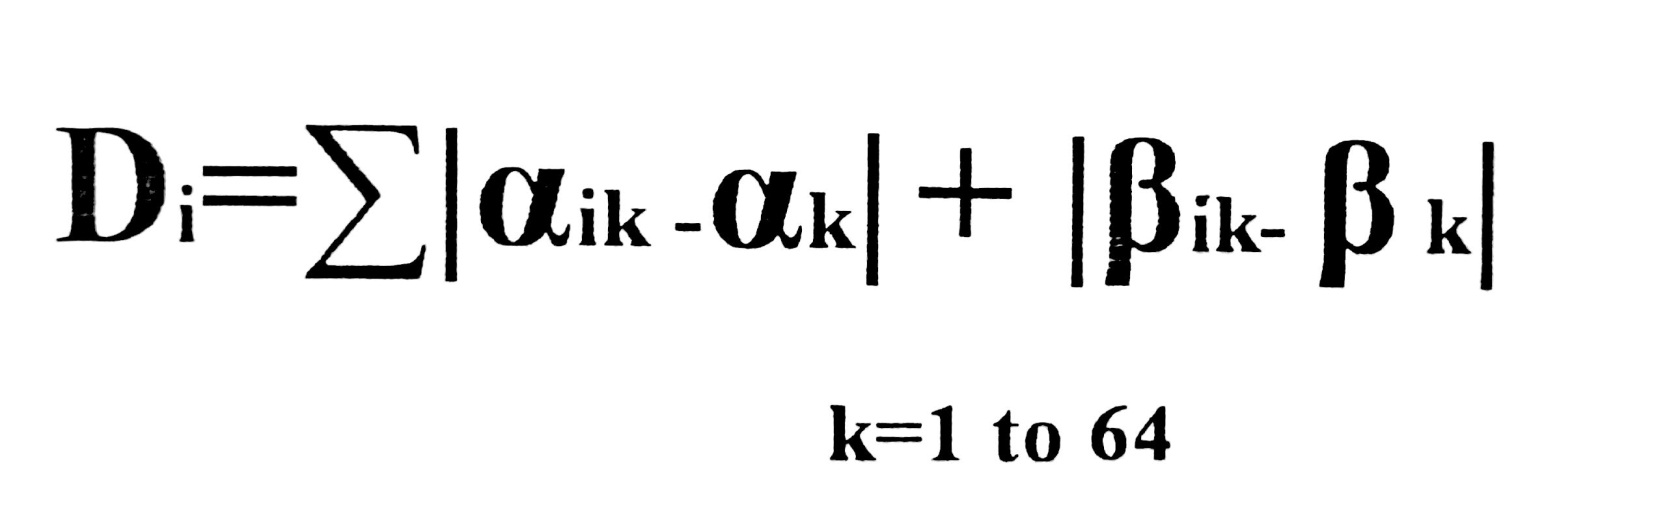 Di=∑|αik -αk| + |βik- β k|
k=1 to 64